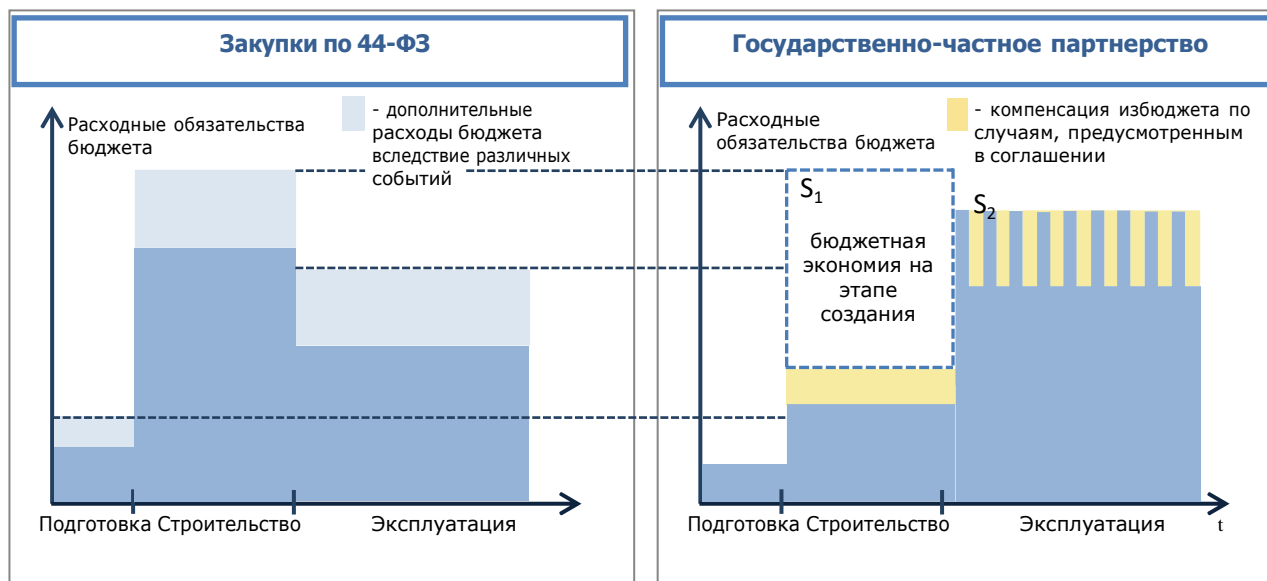 Закупки по 44-ФЗ
Расходные обязательства
бюджета
- дополнительные
расходы бюджета
вследствие различных
событий
Подготовка Строительство Эксплуатация
Государственно-частное партнерство
Расходные
обязательства бюджета
- компенсация избюджета по
случаям, предусмотренным
в соглашении
S1
бюджетная
экономия на
этапе
создания
S2
Подготовка Строительство Эксплуатация t